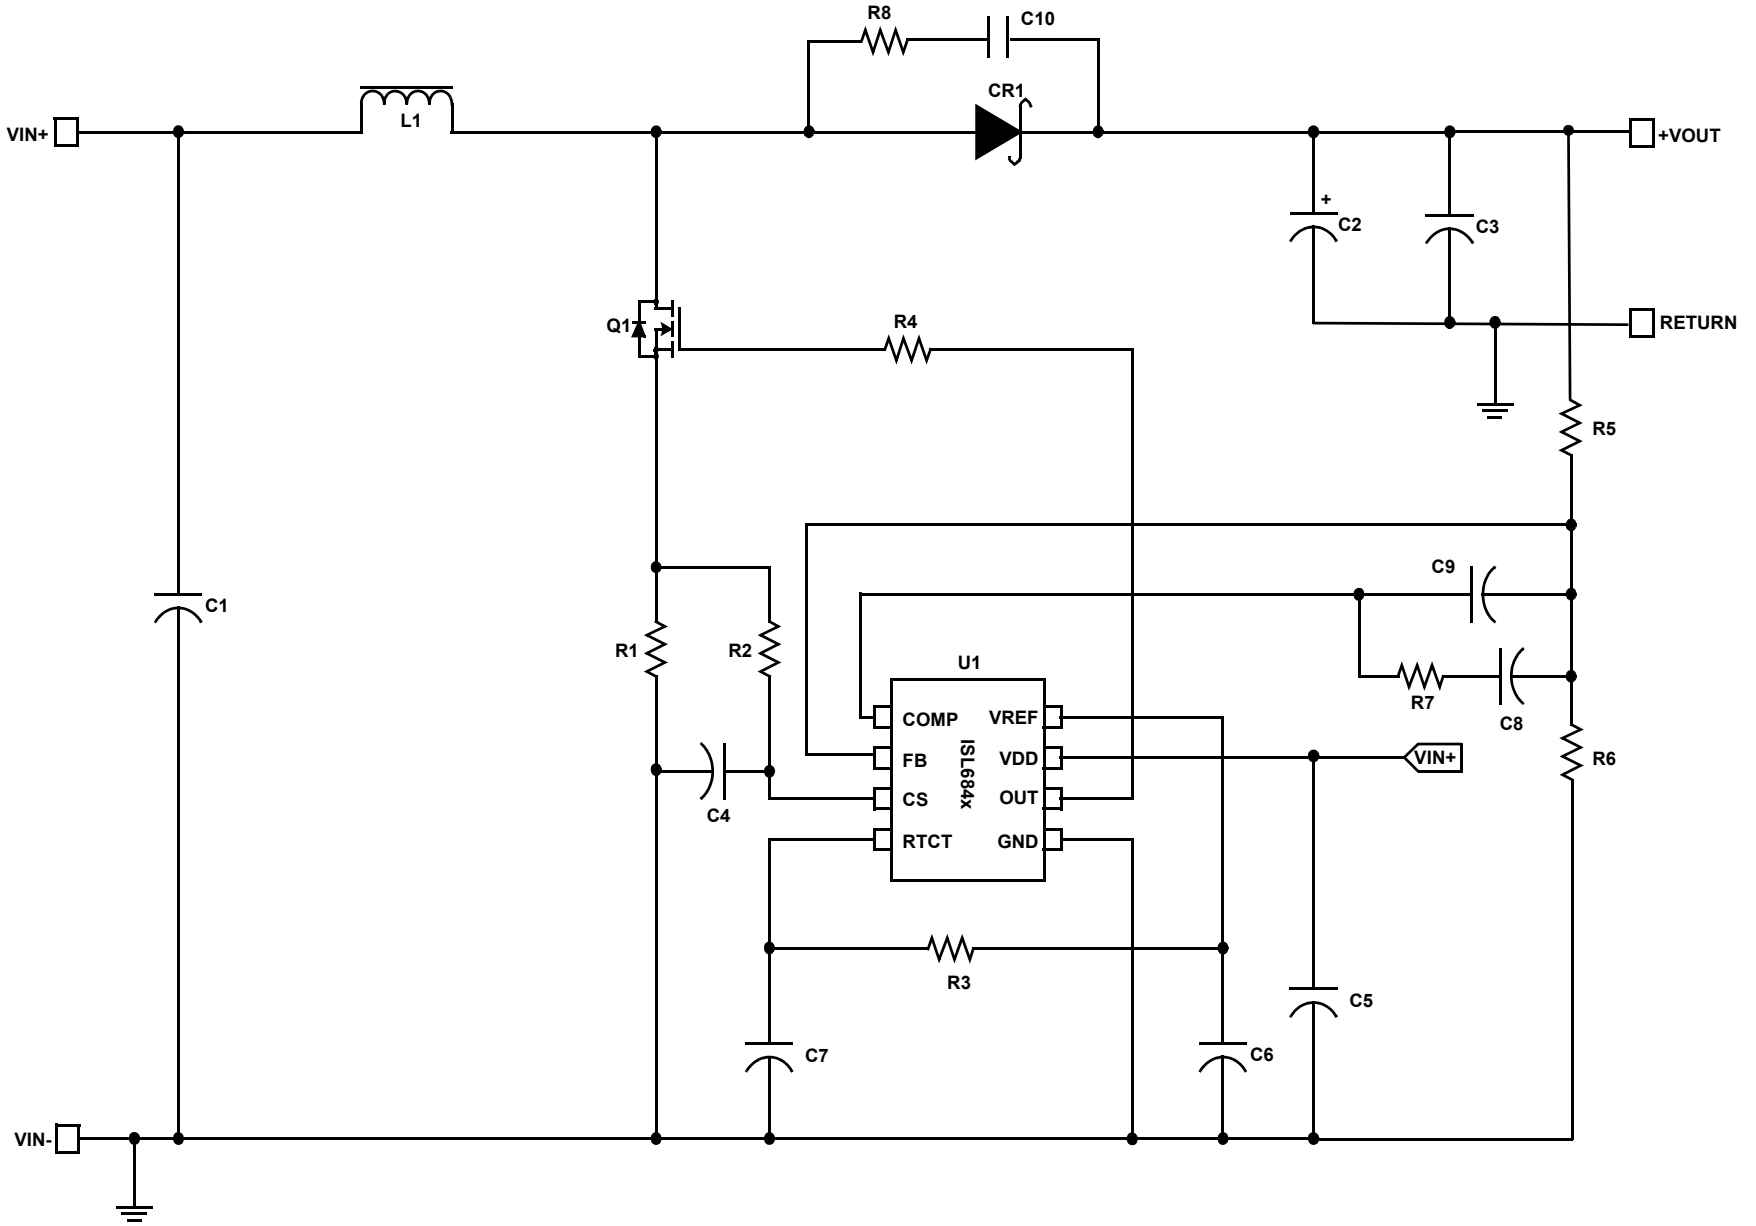 R8
C10
CR1
VIN+
L1
+VOUT
+
C2
C3
Q1
R4
RETURN
R5
C9
C1
R1
R2
U1
R7
C8
COMP
VREF
FB
VDD
VIN+
R6
CS
OUT
C4
RTCT
GND
ISL684x
R3
C5
C7
C6
VIN-